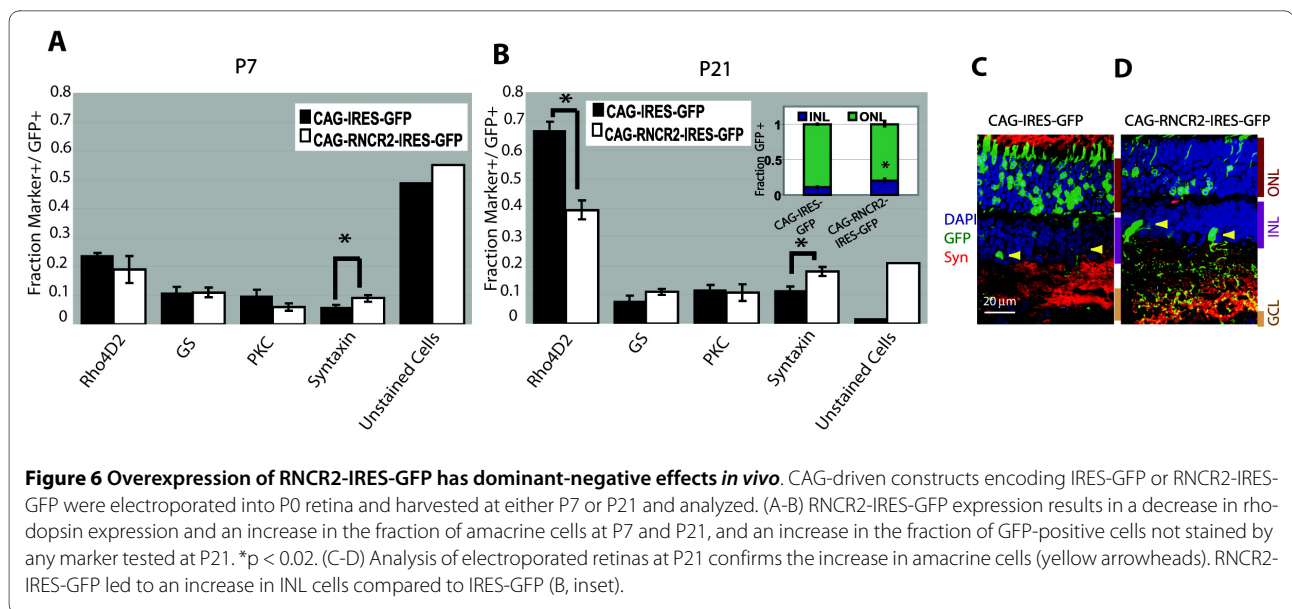 A
P7
Fraction Marker+/ GFP+
0.8
0.7
0.6
0.5
0.4
0.3
0.2
0.1
0
CAG-IRES-GFP
CAG-RNCR2-IRES-GFP
*
Rho4D2
GS
PKC
Syntaxin
Unstained Cells
B
P21
Fraction Marker+/ GFP+
0.8
0.7
0.6
0.5
0.4
0.3
0.2
0.1
0
*
CAG-IRES-GFP
CAG-RNCR2-IRES-GFP
INL
ONL
Fraction GFP +
1
0.5
0
*
CAG-IRES-
GFP
CAG-RNCR2-
IRES-GFP
*
Rho4D2
GS
PKC
Syntaxin
Unstained Cells
C
D
CAG-IRES-GFP
CAG-RNCR2-IRES-GFP
DAPI
GFP
Syn
20 μm
ONL
INL
GCL
Figure 6 Overexpression of RNCR2-IRES-GFP has dominant-negative effects in vivo. CAG-driven constructs encoding IRES-GFP or RNCR2-IRES-
GFP were electroporated into P0 retina and harvested at either P7 or P21 and analyzed. (A-B) RNCR2-IRES-GFP expression results in a decrease in rho-
dopsin expression and an increase in the fraction of amacrine cells at P7 and P21, and an increase in the fraction of GFP-positive cells not stained by
any marker tested at P21. *p < 0.02. (C-D) Analysis of electroporated retinas at P21 confirms the increase in amacrine cells (yellow arrowheads). RNCR2-
IRES-GFP led to an increase in INL cells compared to IRES-GFP (B, inset).